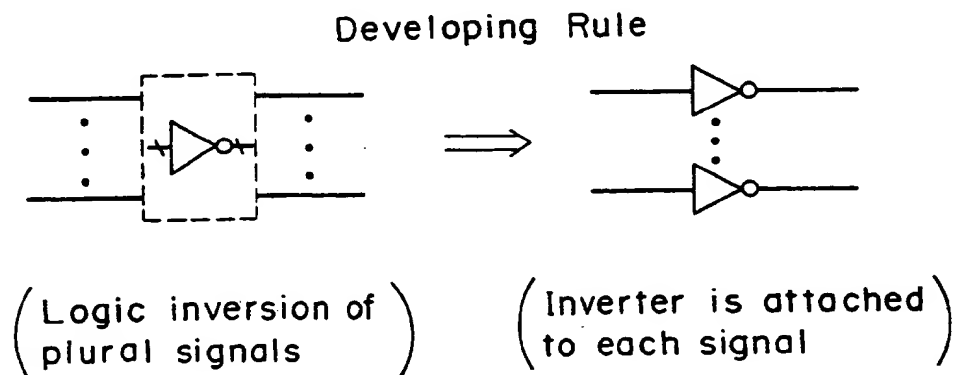 Developing Rule
(Logic inversion of
plural signals)
(Inverter is attached
to each signal)